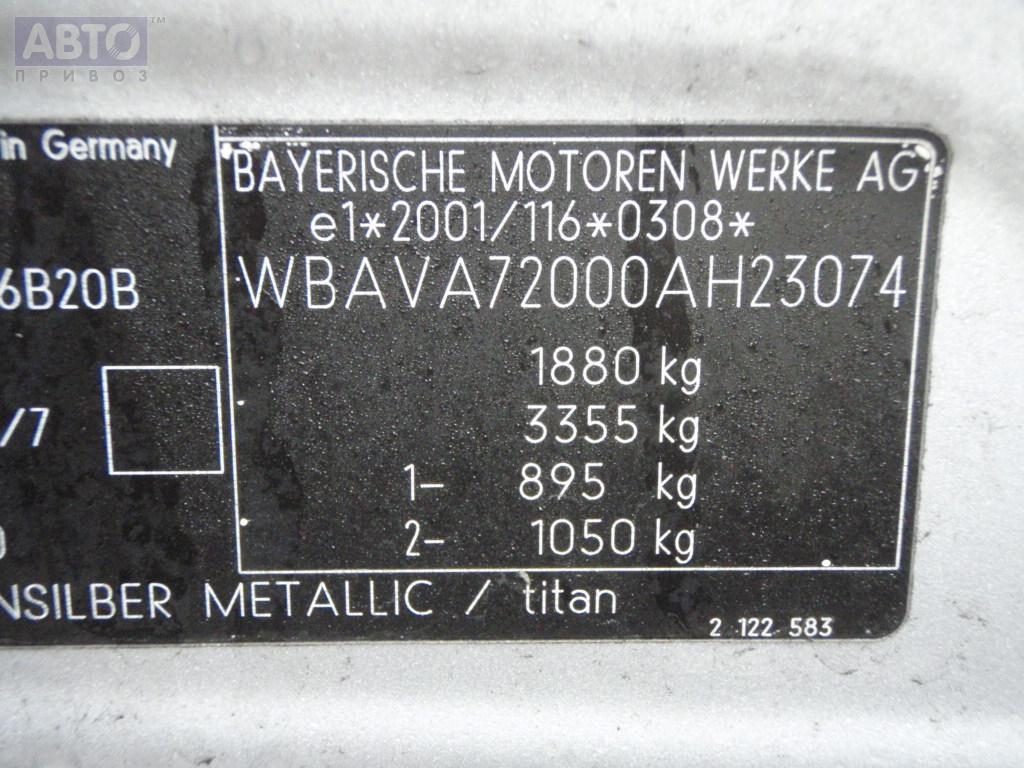 АВТО™
ПРИВОЗ
in Germany
BAYERISCHE MOTOREN WERKE AG
e1*2001/116*0308*
WBAVA72000AH23074
6B20B
1880 kg
3355 kg
/7
1- 895 kg
2- 1050 kg
NSILBER METALLIC / titan
2 122 583